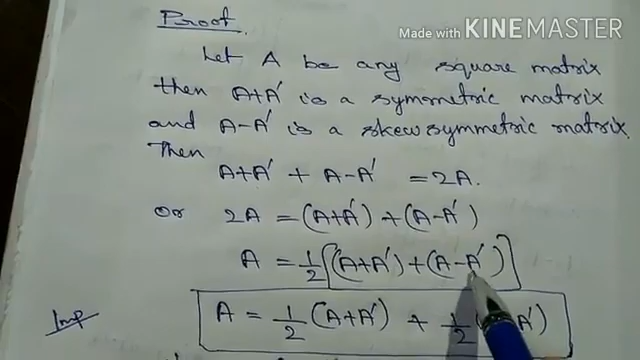 Made with KINEMASTER
Proof.
Let A be any square matrix
then A+A' is a symmetric matrix
and A-A' is a skew symmetric matrix.
Then
A+A' + A-A' = 2A.
Or 2A = (A+A') + (A-A')
A = 1/2 [(A+A') + (A-A')]
Imp A = 1/2 (A+A') + 1/2 A')